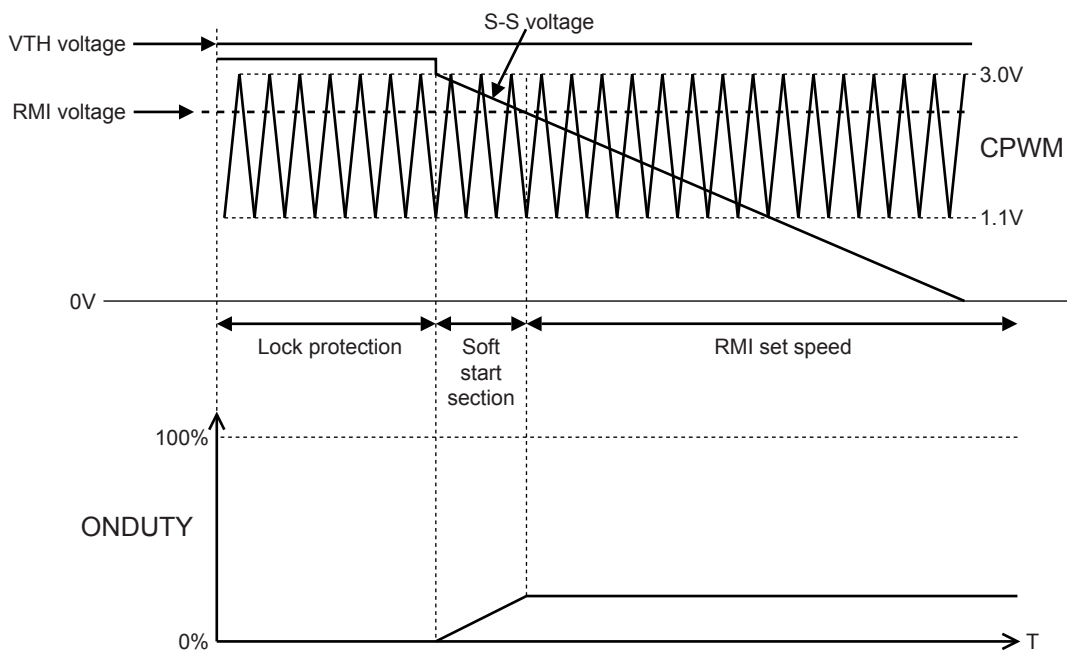 S-S voltage
VTH voltage
3.0V
RMI voltage
CPWM
1.1V
0V
Lock protection
Soft
start
section
RMI set speed
100%
ONDUTY
0%
T